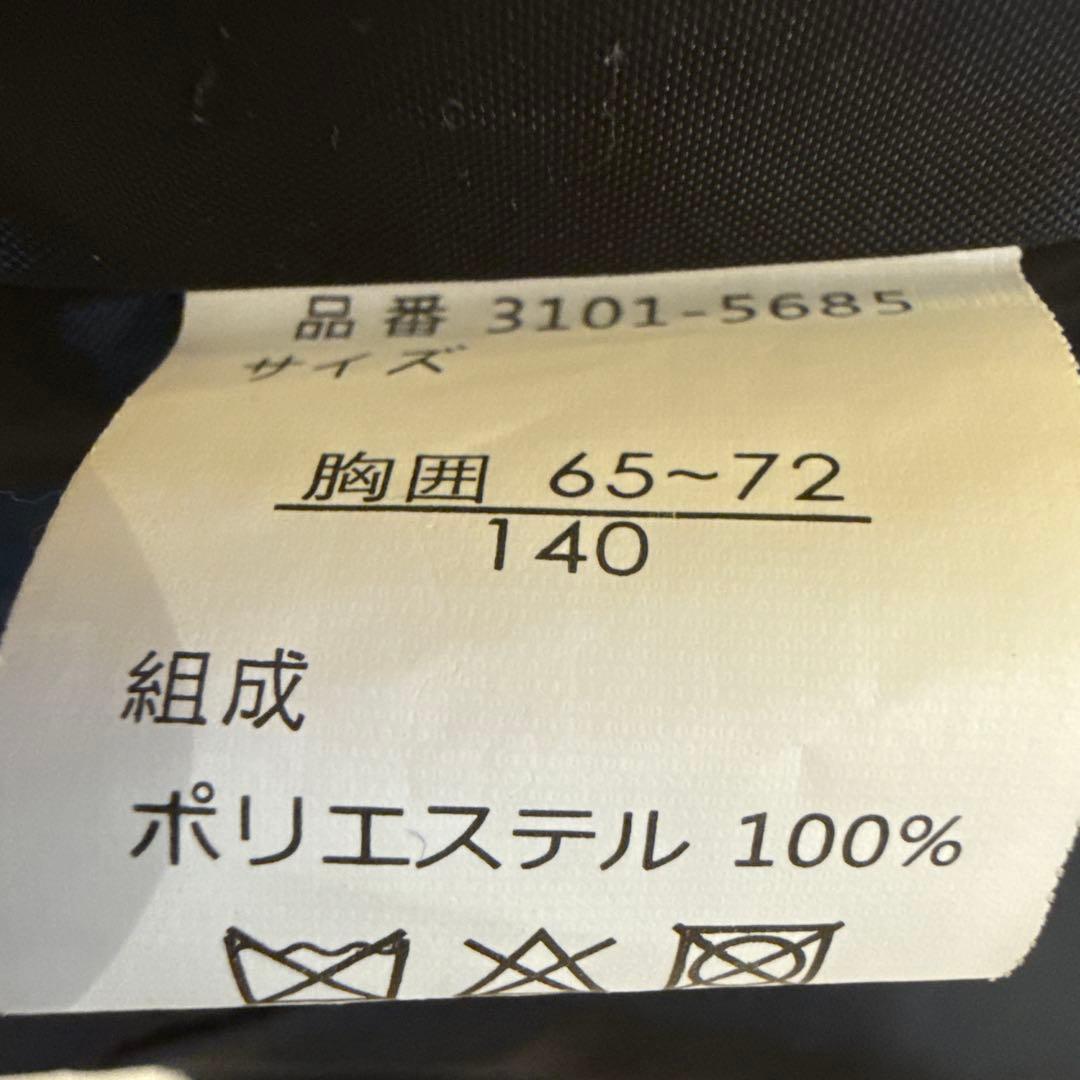 品番 3101-5685
サイズ
胸囲 65~72
140
組成
ポリエステル 100%